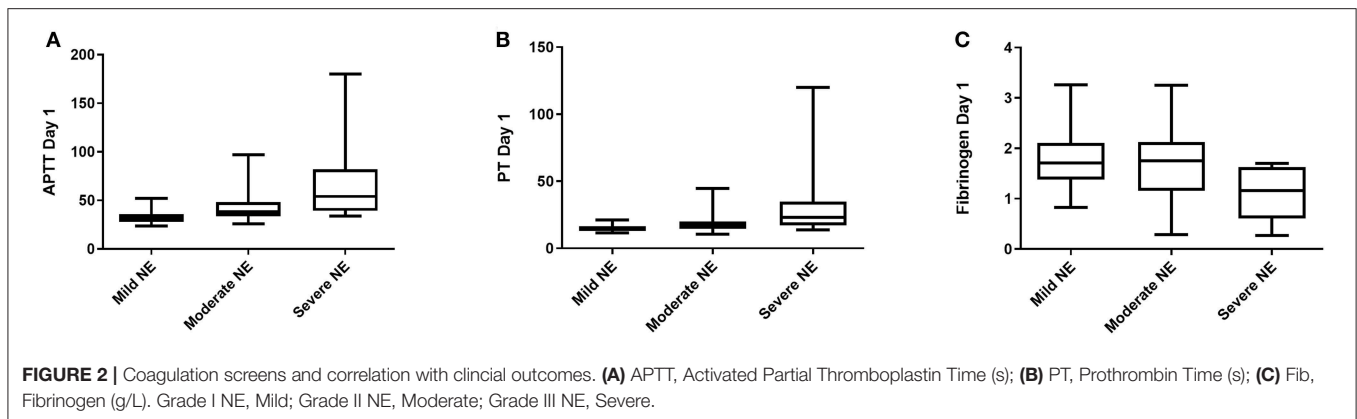 A
200
150
100
50
0
APTT Day 1
Mild NE
Moderate NE
Severe NE
B
150
100
50
0
PT Day 1
Mild NE
Moderate NE
Severe NE
C
4
3
2
1
0
Fibrinogen Day 1
Mild NE
Moderate NE
Severe NE
FIGURE 2 | Coagulation screens and correlation with clincial outcomes. (A) APTT, Activated Partial Thromboplastin Time (s); (B) PT, Prothrombin Time (s); (C) Fib,
Fibrinogen (g/L). Grade I NE, Mild; Grade II NE, Moderate; Grade III NE, Severe.